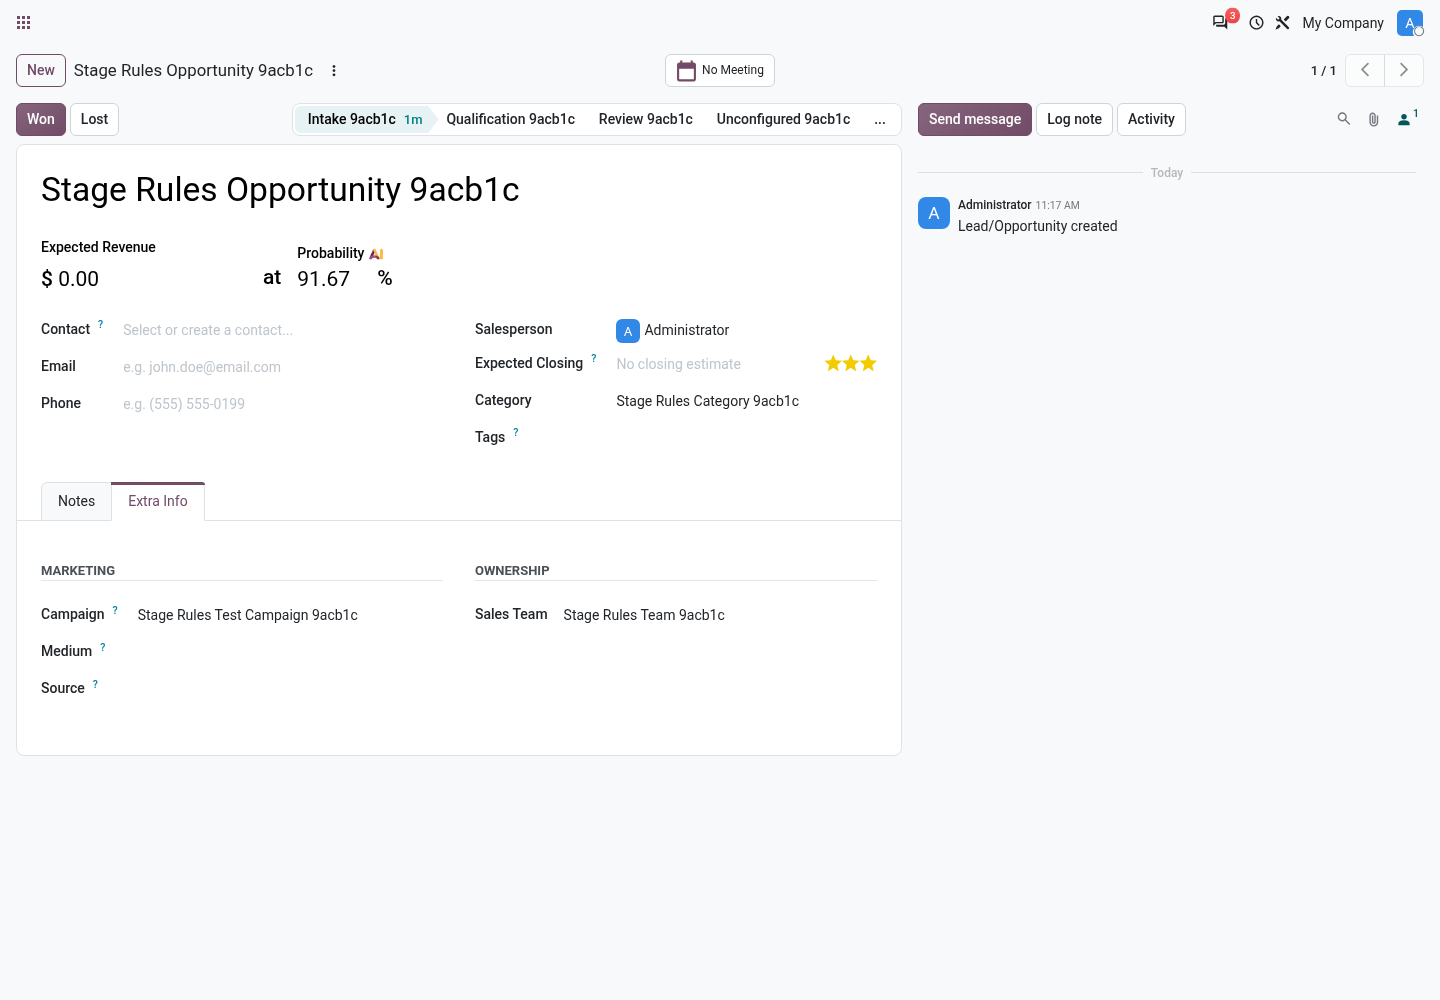 3
My Company
A
New
Stage Rules Opportunity 9acb1c
No Meeting
1 / 1
Won
Lost
Intake 9acb1c 1m
Qualification 9acb1c
Review 9acb1c
Unconfigured 9acb1c
...
Send message
Log note
Activity
1
Stage Rules Opportunity 9acb1c
Expected Revenue
Probability AI
$ 0.00
at
91.67 %
Contact ?
Select or create a contact...
Email
e.g. john.doe@email.com
Phone
e.g. (555) 555-0199
Salesperson
A Administrator
Expected Closing ?
No closing estimate
Category
Stage Rules Category 9acb1c
Tags ?
Notes
Extra Info
MARKETING
Campaign ?
Stage Rules Test Campaign 9acb1c
Medium ?
Source ?
OWNERSHIP
Sales Team
Stage Rules Team 9acb1c
Today
A
Administrator 11:17 AM
Lead/Opportunity created